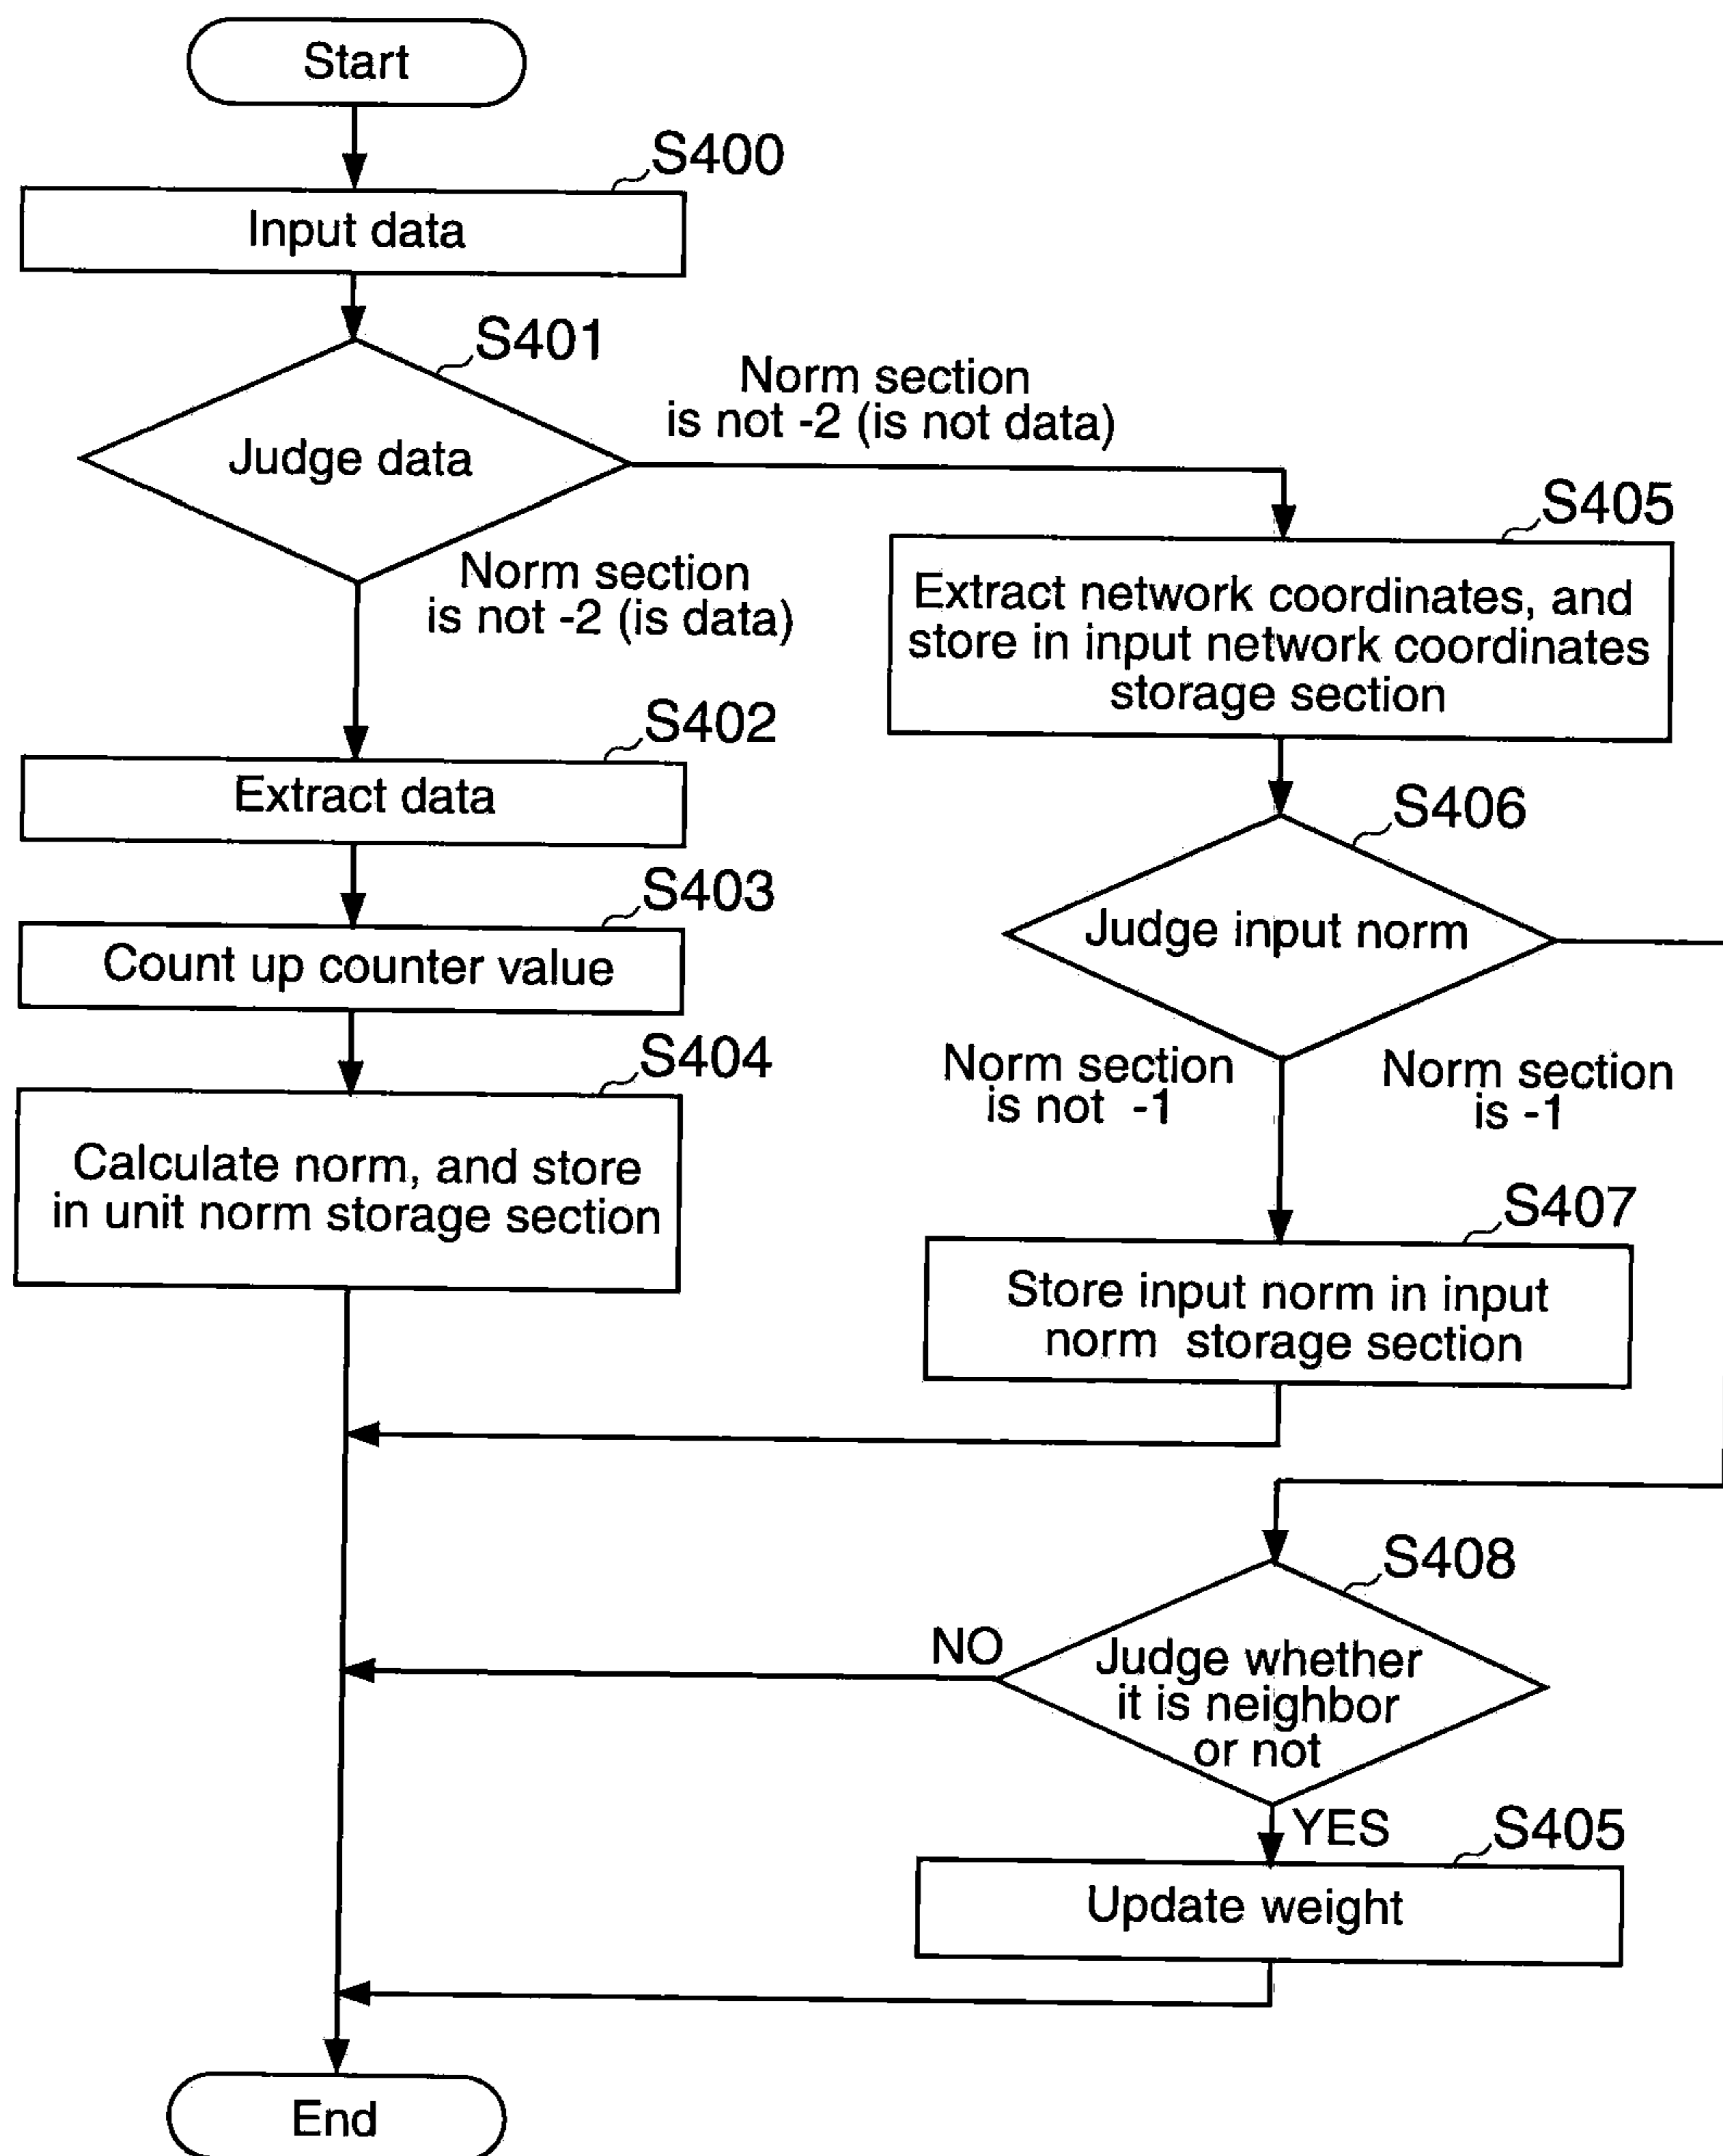 Start
S400
Input data
S401
Judge data
Norm section
is not -2 (is not data)
Norm section
is not -2 (is data)
S402
Extract data
S403
Count up counter value
S404
Calculate norm, and store
in unit norm storage section
S405
Extract network coordinates, and
store in input network coordinates
storage section
S406
Judge input norm
Norm section
is not -1
Norm section
is -1
S407
Store input norm in input
norm storage section
S408
Judge whether
it is neighbor
or not
NO
YES
S405
Update weight
End